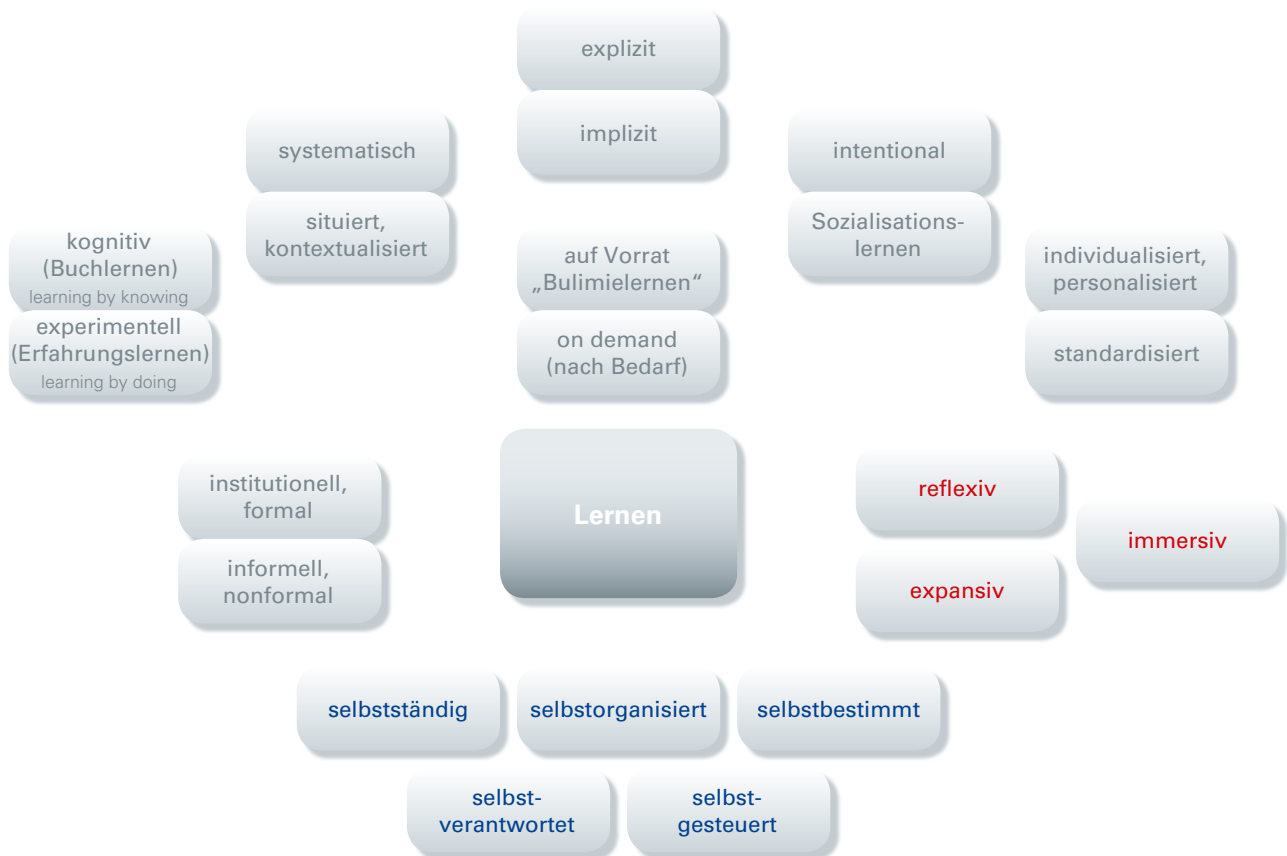 explizit
implizit
systematisch
situiert,
kontextualisiert
intentional
Sozialisations-
lernen
kognitiv
(Buchlernen)
learning by knowing
experimentell
(Erfahrungslernen)
learning by doing
auf Vorrat
„Bulimielernen“
on demand
(nach Bedarf)
individualisiert,
personalisiert
standardisiert
institutionell,
formal
informell,
nonformal
Lernen
reflexiv
expansiv
immersiv
selbstständig
selbstorganisiert
selbstbestimmt
selbst-
verantwortet
selbst-
gesteuert